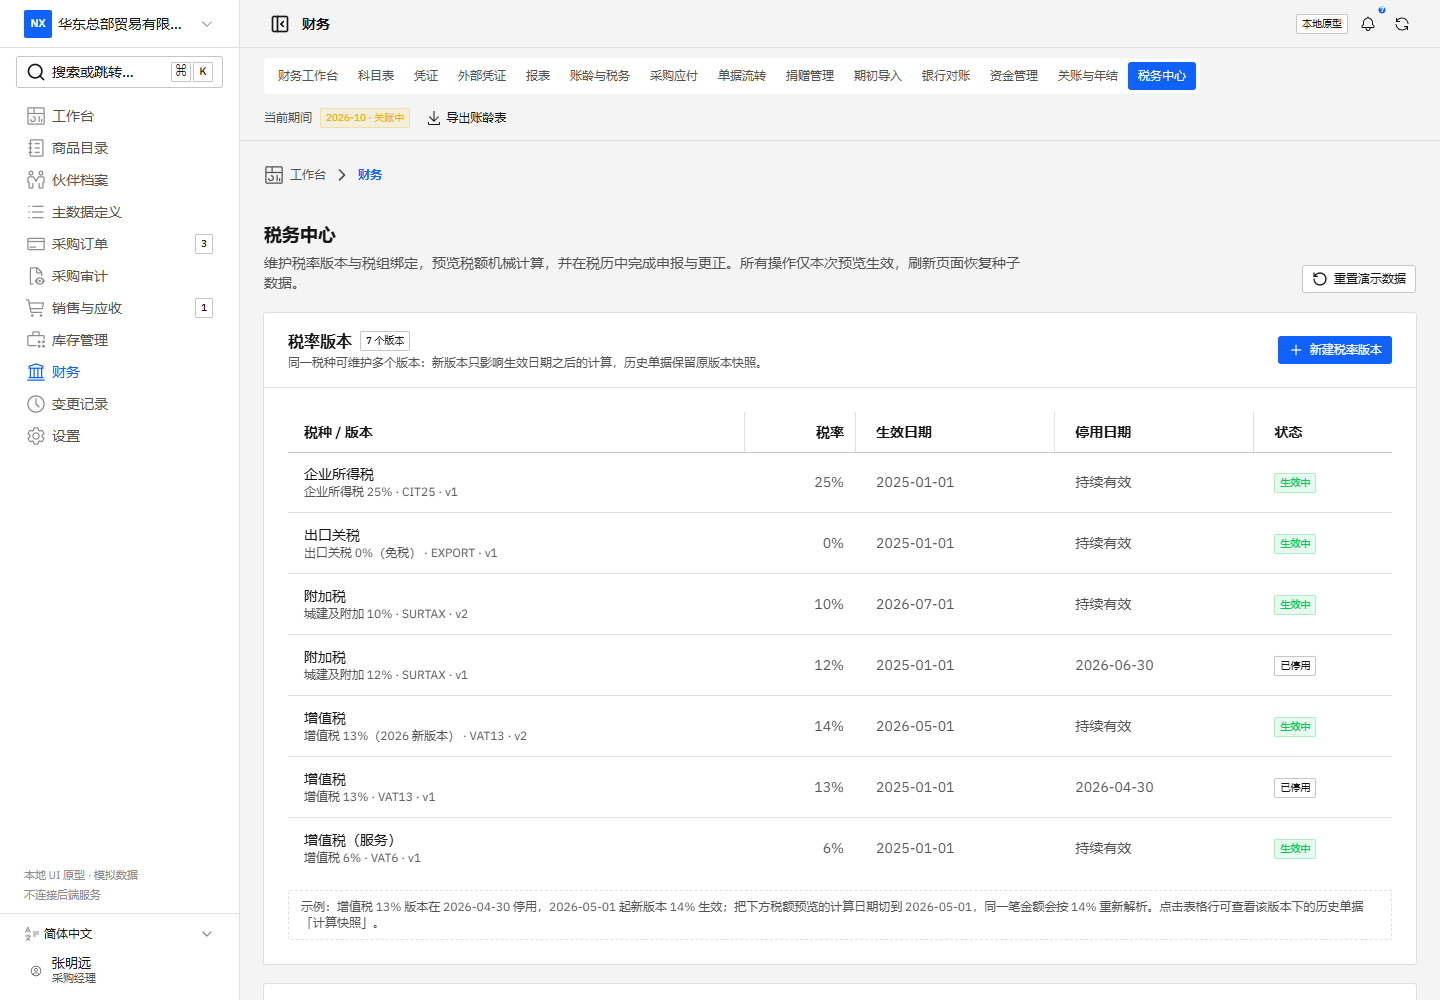 NX 华东总部贸易有限...
搜索或跳转... ⌘ K
工作台
商品目录
伙伴档案
主数据定义
采购订单 3
采购审计
销售与应收 1
库存管理
财务
变更记录
设置
本地 UI 原型 · 模拟数据
不连接后端服务
简体中文
张明远
采购经理
财务
本地原型
财务工作台 科目表 凭证 外部凭证 报表 账龄与税务 采购应付 单据流转 捐赠管理 期初导入 银行对账 资金管理 关账与年结 税务中心
当前期间 2026-10 · 关账中 导出账龄表
工作台 财务
税务中心
维护税率版本与税组绑定，预览税额机械计算，并在税历中完成申报与更正。所有操作仅本次预览生效，刷新页面恢复种子
数据。
重置演示数据
税率版本 7 个版本
同一税种可维护多个版本：新版本只影响生效日期之后的计算，历史单据保留原版本快照。
新建税率版本
税种 / 版本 税率 生效日期 停用日期 状态
企业所得税
企业所得税 25% · CIT25 · v1
25% 2025-01-01 持续有效 生效中
出口关税
出口关税 0%（免税） · EXPORT · v1
0% 2025-01-01 持续有效 生效中
附加税
城建及附加 10% · SURTAX · v2
10% 2026-07-01 持续有效 生效中
附加税
城建及附加 12% · SURTAX · v1
12% 2025-01-01 2026-06-30 已停用
增值税
增值税 13%（2026 新版本） · VAT13 · v2
14% 2026-05-01 持续有效 生效中
增值税
增值税 13% · VAT13 · v1
13% 2025-01-01 2026-04-30 已停用
增值税（服务）
增值税 6% · VAT6 · v1
6% 2025-01-01 持续有效 生效中
示例：增值税 13% 版本在 2026-04-30 停用，2026-05-01 起新版本 14% 生效；把下方税额预览的计算日期切到 2026-05-01，同一笔金额会按 14% 重新解析。点击表格行可查看该版本下的历史单据
「计算快照」。